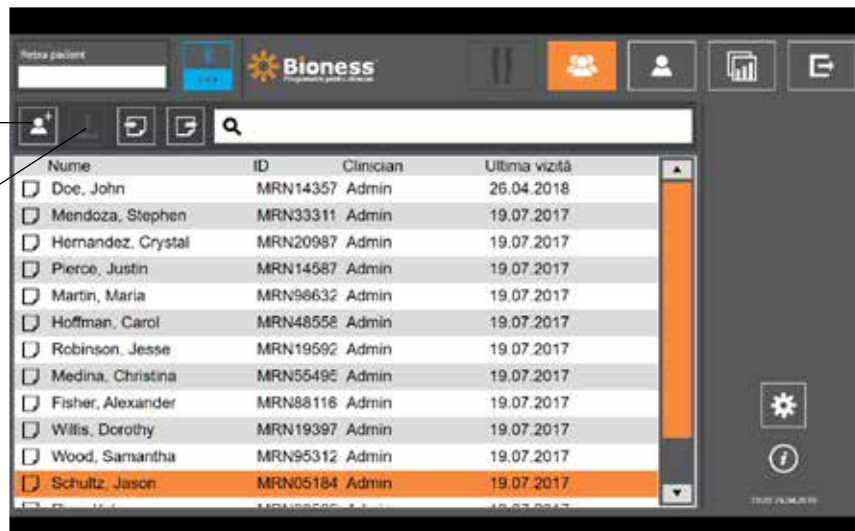 Rețea pacient
Bioness
Nume ID Clinician Ultima vizită
Doe, John MRN14357 Admin 26.04.2018
Mendoza, Stephen MRN33311 Admin 19.07.2017
Hernandez, Crystal MRN20987 Admin 19.07.2017
Pierce, Justin MRN14587 Admin 19.07.2017
Martin, Maria MRN98632 Admin 19.07.2017
Hoffman, Carol MRN48558 Admin 19.07.2017
Robinson, Jesse MRN19592 Admin 19.07.2017
Medina, Christina MRN55495 Admin 19.07.2017
Fisher, Alexander MRN88116 Admin 19.07.2017
Willis, Dorothy MRN19397 Admin 19.07.2017
Wood, Samantha MRN95312 Admin 19.07.2017
Schultz, Jason MRN05184 Admin 19.07.2017